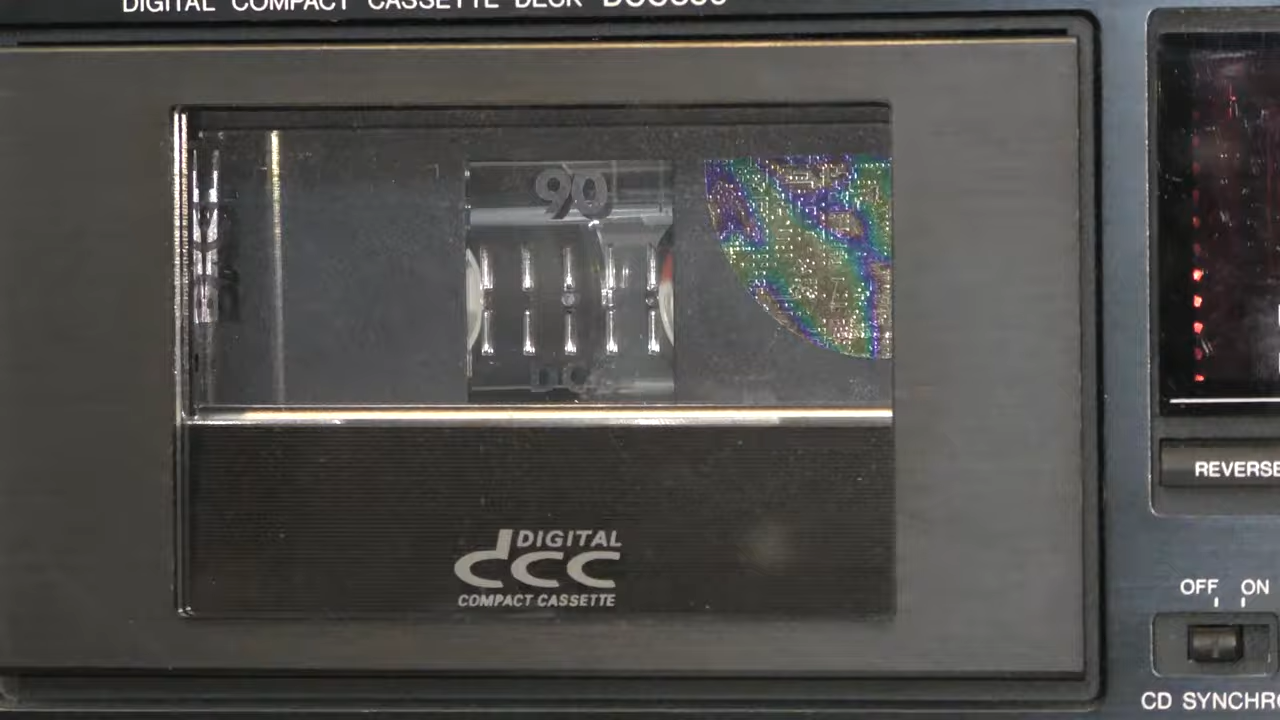 DIGITAL COMPACT CASSETTE DECK
90
DIGITAL
dcc
COMPACT CASSETTE
REVERSE
OFF ON
CD SYNCHRO